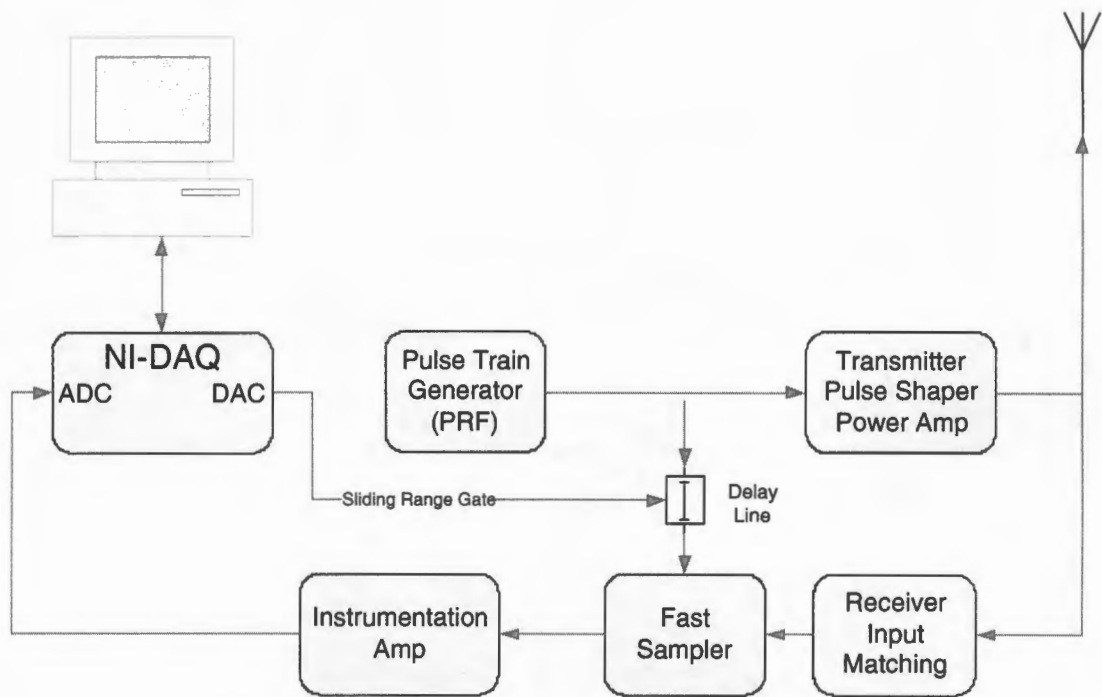 NI-DAQ
ADC
DAC
Pulse Train
Generator
(PRF)
Transmitter
Pulse Shaper
Power Amp
Sliding Range Gate
Delay
Line
Instrumentation
Amp
Fast
Sampler
Receiver
Input
Matching